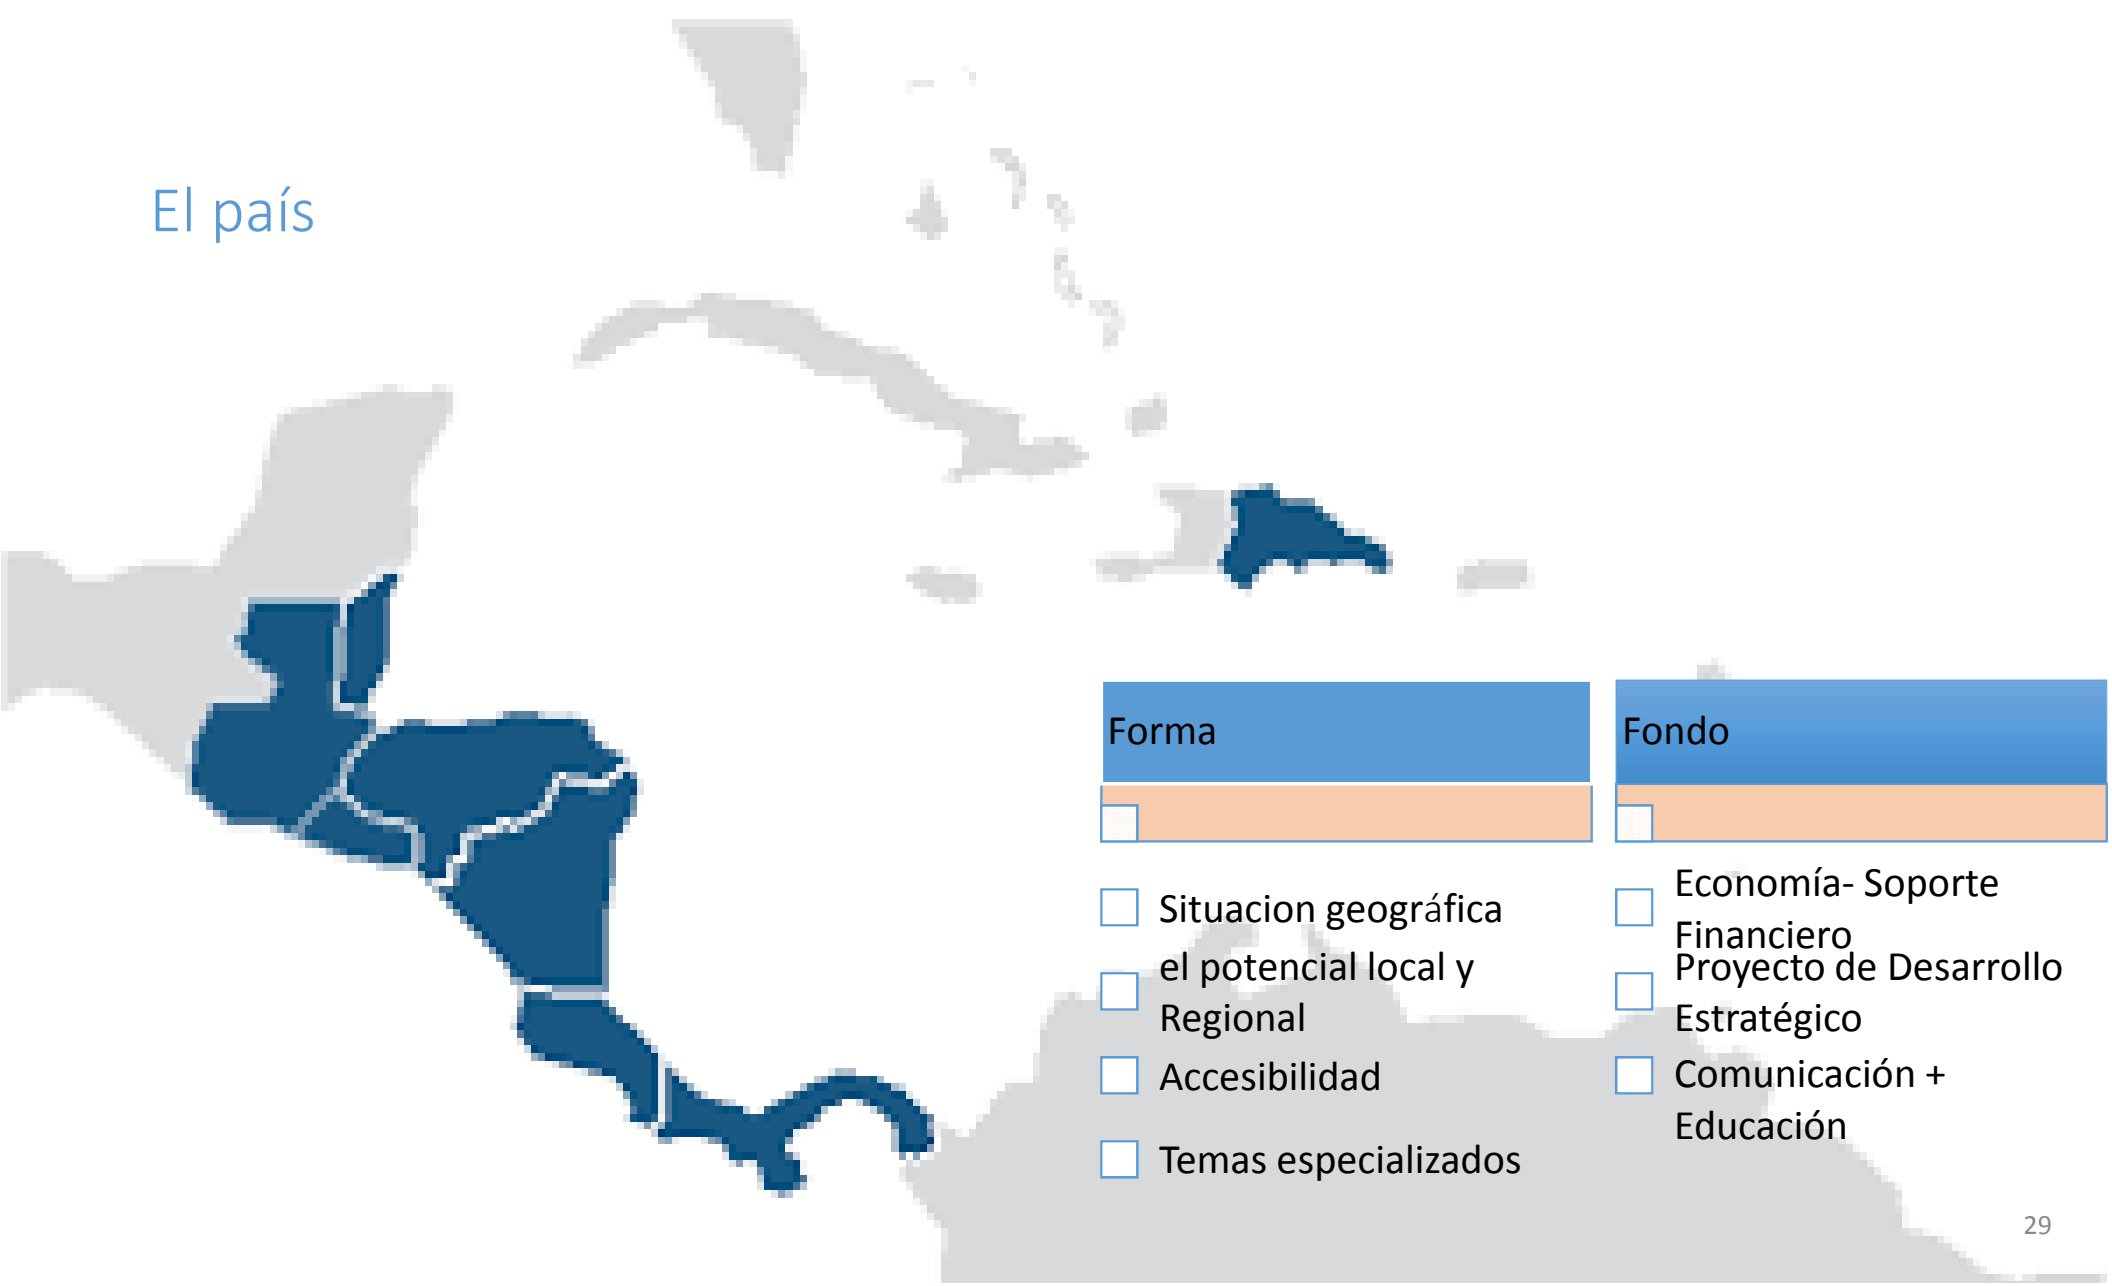 El país
Forma
Situacion geográfica
el potencial local y
Regional
Accesibilidad
Temas especializados
Fondo
Economía- Soporte
Financiero
Proyecto de Desarrollo
Estratégico
Comunicación +
Educación
29